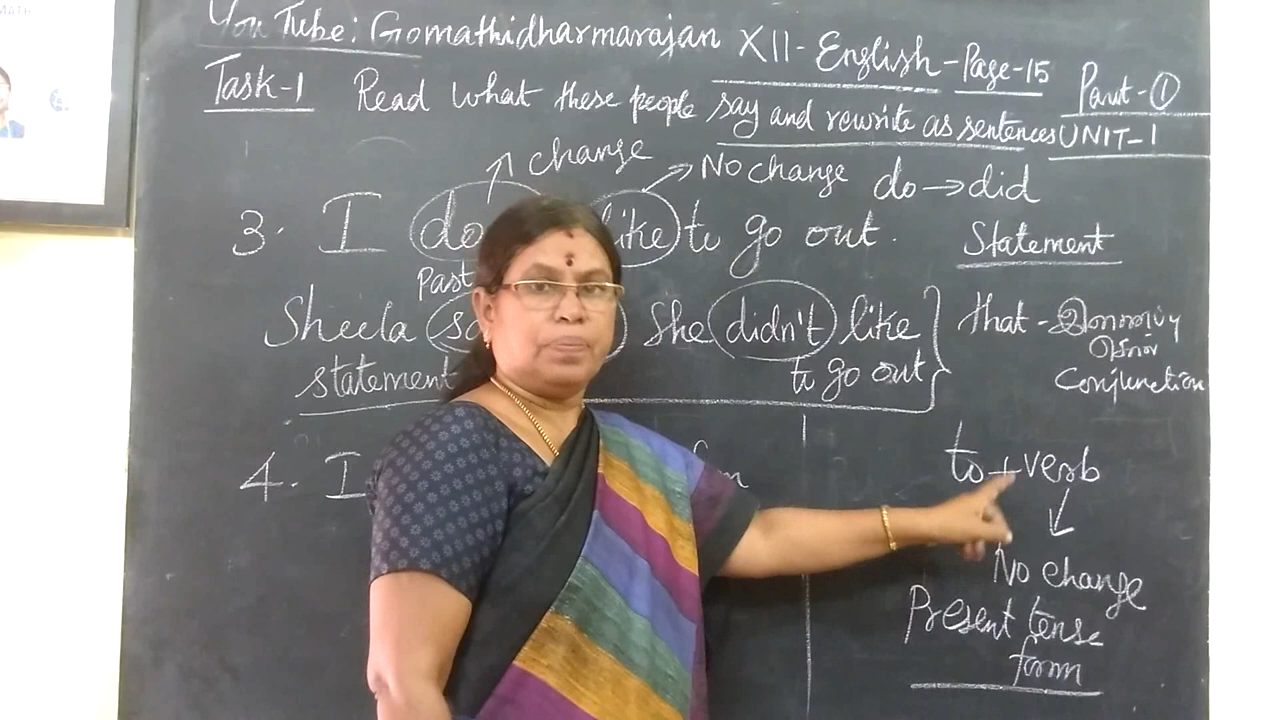 MATH
YouTube: Gomathidharmarajan XII - English - Page-15
Part-①
Task-1 Read what these people say and rewrite as sentences UNIT-1
change
No change do→did
3. I do like to go out.
Statement
Past
Sheela She didn't like
to go out
statement
that - இணைப்பு
சொல்
Conjunction
4. I
to + verb
No change
Present tense
form